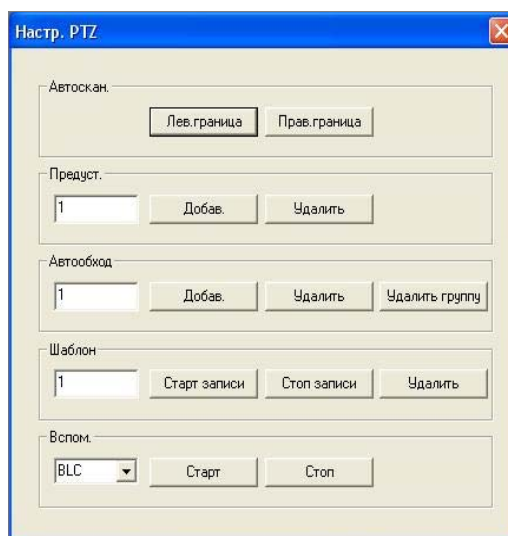 Настр. PTZ
Автоскан.
Лев.граница Прав.граница
Предуст.
1 Добав. Удалить
Автообход
1 Добав. Удалить Удалить группу
Шаблон
1 Старт записи Стоп записи Удалить
Вспом.
BLC Старт Стоп